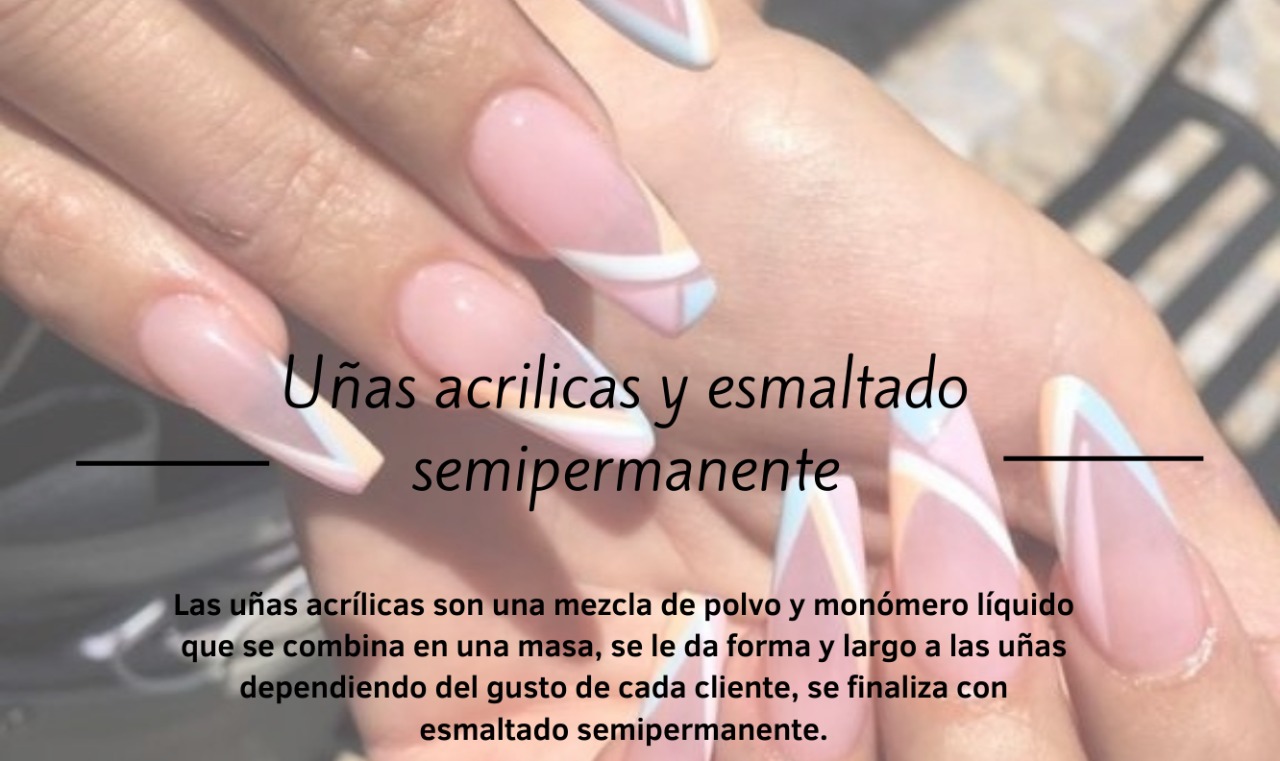 Uñas acrilicas y esmaltado
semipermanente
Las uñas acrílicas son una mezcla de polvo y monómero líquido
que se combina en una masa, se le da forma y largo a las uñas
dependiendo del gusto de cada cliente, se finaliza con
esmaltado semipermanente.